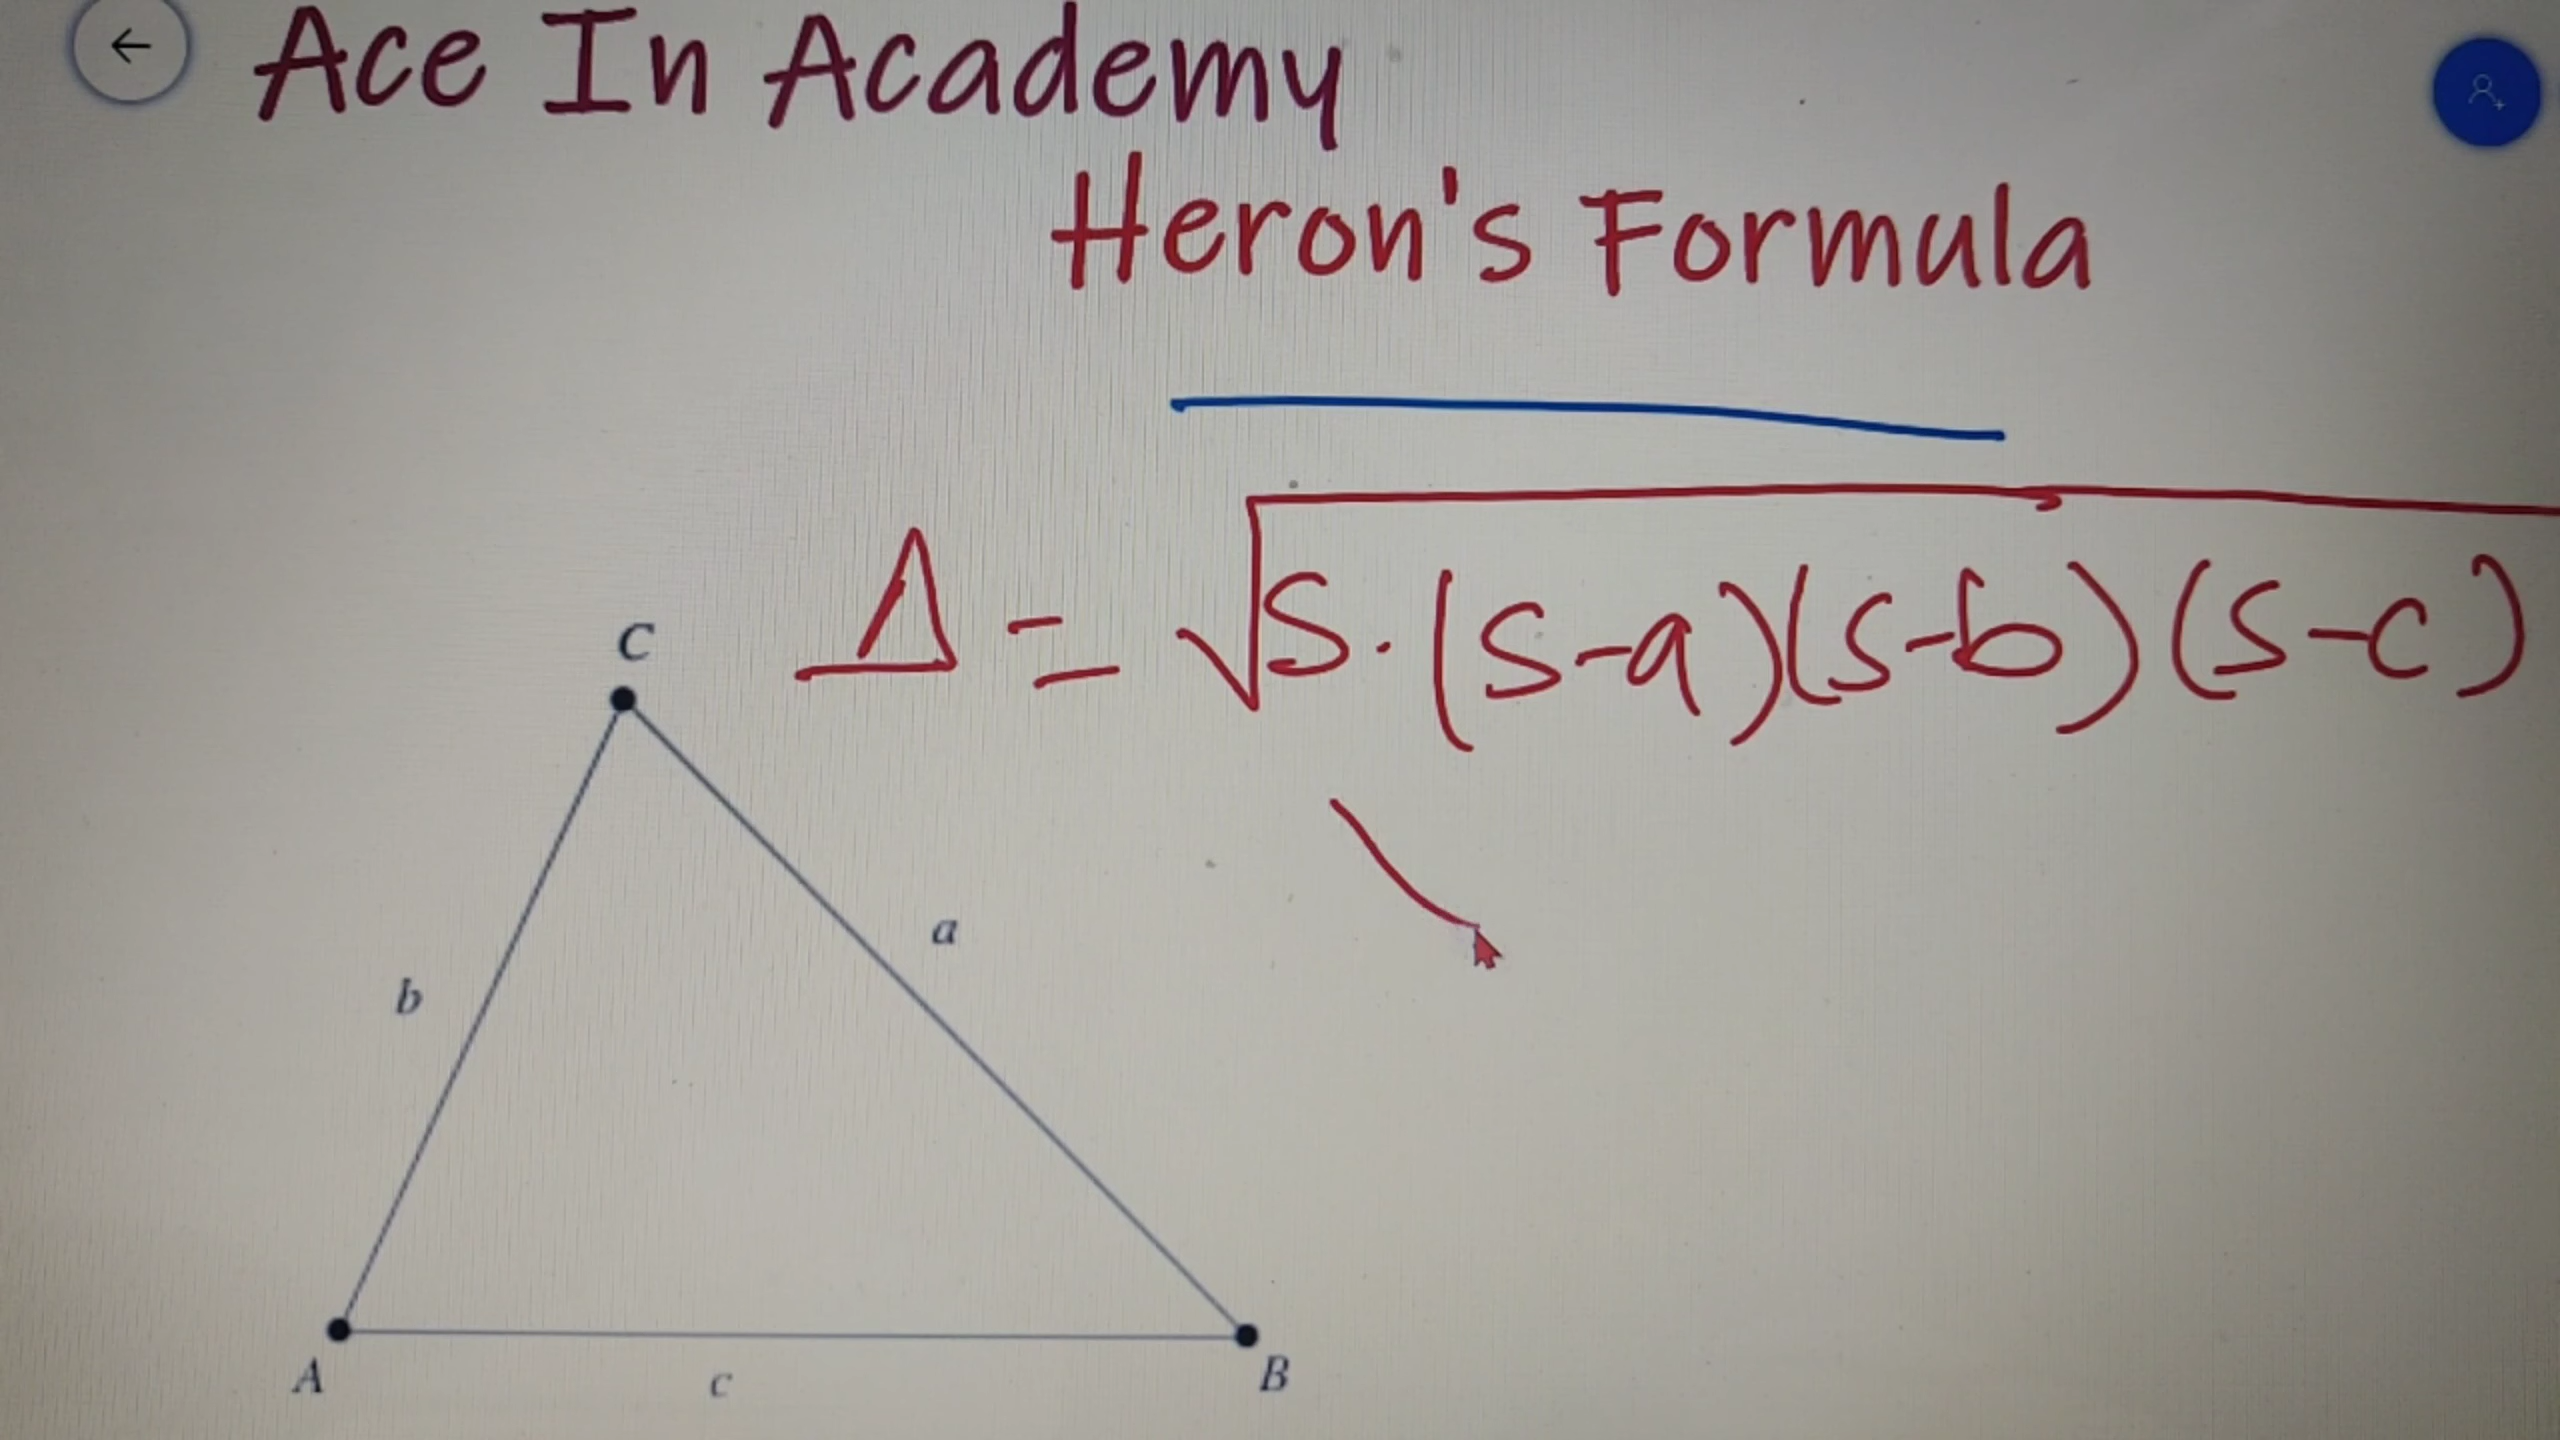 Ace In Academy
Heron's Formula
Δ = √S·(S-a)(S-b)(S-c)
C
a
b
A
c
B